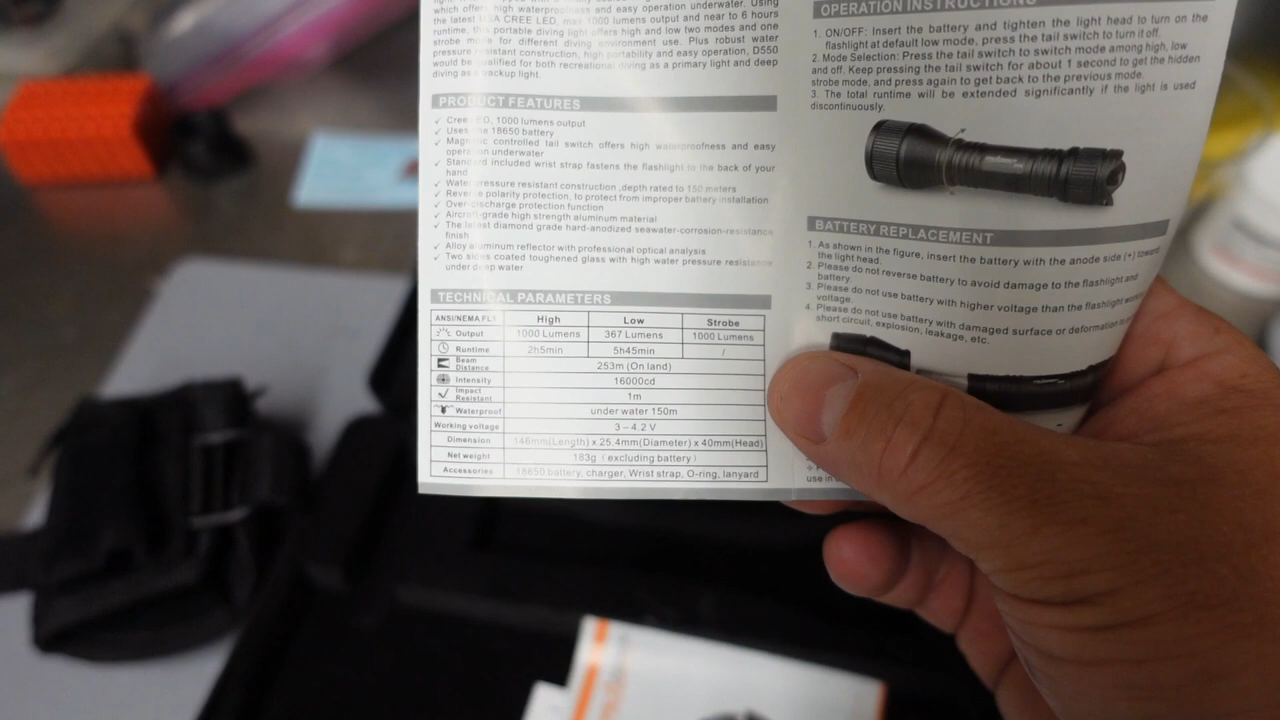 which offers high waterproofness and easy operation underwater. Using
the latest USA CREE LED, max 1000 lumens output and near to 6 hours
runtime, this portable diving light offers high and low two modes and one
strobe mode for different diving environment use. Plus robust water
pressure resistant construction, high portability and easy operation, D550
would be qualified for both recreational diving as a primary light and deep
diving as a backup light.
PRODUCT FEATURES
✓ Cree LED, 1000 lumens output
✓ Uses one 18650 battery
✓ Magnetic controlled tail switch offers high waterproofness and easy
operation underwater
✓ Standard included wrist strap fastens the flashlight to the back of your
hand
✓ Water pressure resistant construction ,depth rated to 150 meters
✓ Reverse polarity protection, to protect from improper battery installation
✓ Over-discharge protection function
✓ Aircraft-grade high strength aluminum material
✓ The latest diamond grade hard-anodized seawater-corrosion-resistance
finish
✓ Alloy aluminum reflector with professional optical analysis
✓ Two sides coated toughened glass with high water pressure resistance
under deep water
TECHNICAL PARAMETERS
ANSI/NEMA FL1 High Low Strobe
Output 1000 Lumens 367 Lumens 1000 Lumens
Runtime 2h5min 5h45min /
Beam Distance 253m (On land)
Intensity 16000cd
Impact Resistant 1m
Waterproof under water 150m
Working voltage 3–4.2 V
Dimension 146mm(Length) x 25.4mm(Diameter) x 40mm(Head)
Net weight 183g (excluding battery)
Accessories 18650 battery, charger, Wrist strap, O-ring, lanyard
OPERATION INSTRUCTIONS
1. ON/OFF: Insert the battery and tighten the light head to turn on the
flashlight at default low mode, press the tail switch to turn it off.
2. Mode Selection: Press the tail switch to switch mode among high, low
and off. Keep pressing the tail switch for about 1 second to get the hidden
strobe mode, and press again to get back to the previous mode.
3. The total runtime will be extended significantly if the light is used
discontinuously.
BATTERY REPLACEMENT
1. As shown in the figure, insert the battery with the anode side (+) toward
the light head.
2. Please do not reverse battery to avoid damage to the flashlight and
battery.
3. Please do not use battery with higher voltage than the flashlight working
voltage.
4. Please do not use battery with damaged surface or deformation to
short circuit, explosion, leakage, etc.
use in